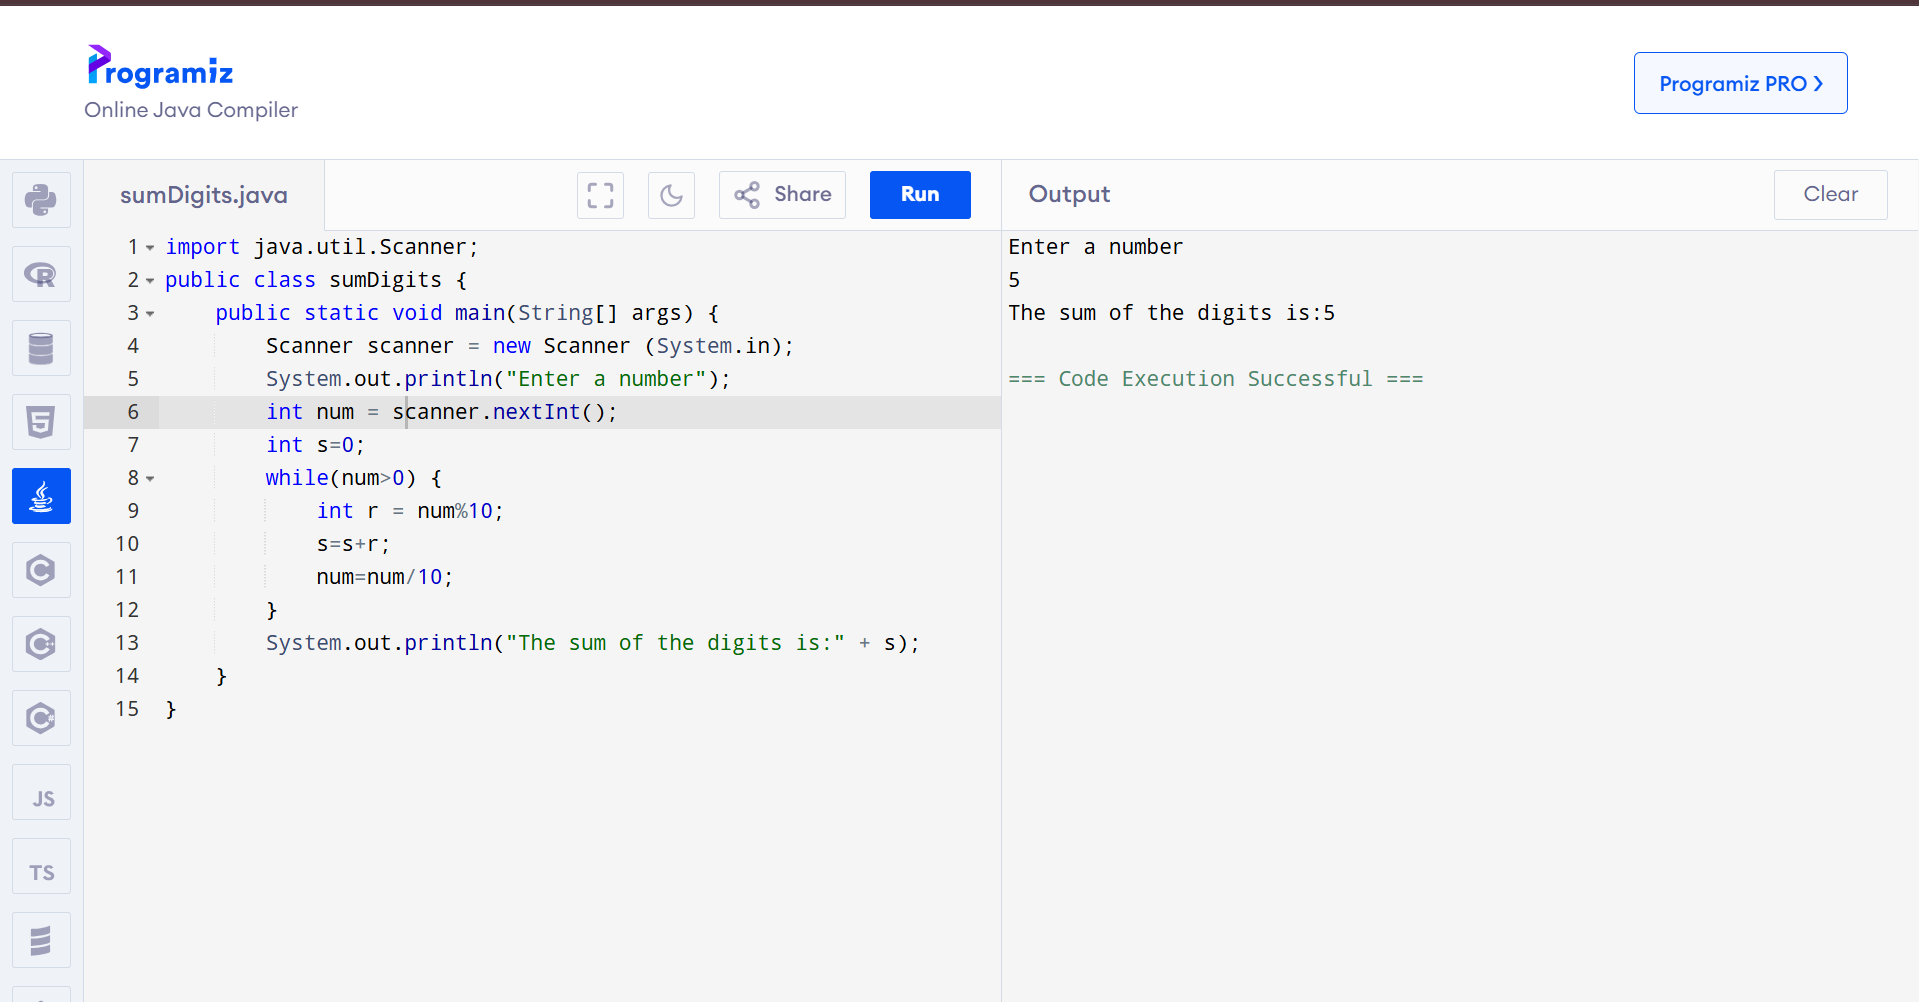 Programiz
Online Java Compiler
Programiz PRO >
sumDigits.java
Share
Run
Output
Clear
1 import java.util.Scanner;
2 public class sumDigits {
3     public static void main(String[] args) {
4         Scanner scanner = new Scanner (System.in);
5         System.out.println("Enter a number");
6         int num = scanner.nextInt();
7         int s=0;
8         while(num>0) {
9             int r = num%10;
10             s=s+r;
11             num=num/10;
12         }
13         System.out.println("The sum of the digits is:" + s);
14     }
15 }
Enter a number
5
The sum of the digits is:5
=== Code Execution Successful ===
R
5
C
C++
C#
JS
TS